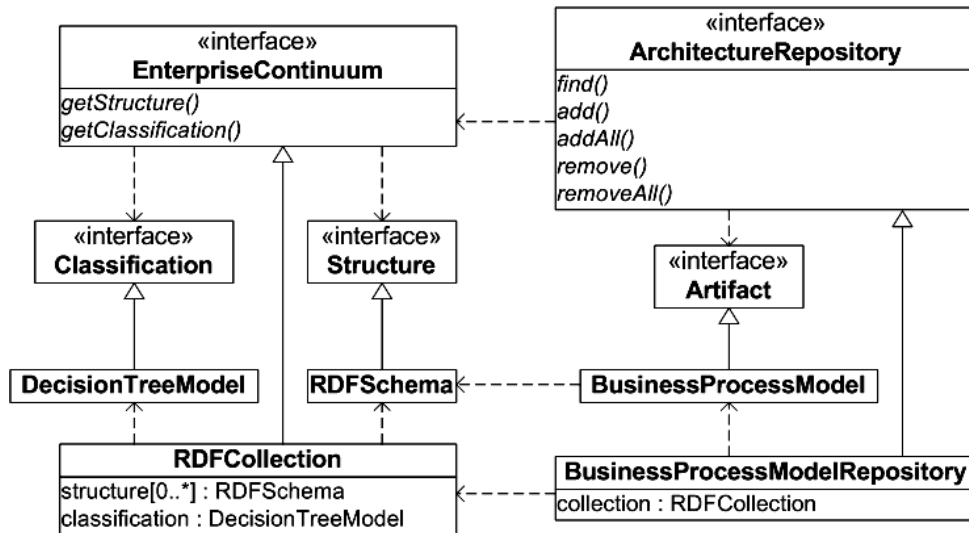 «interface»
EnterpriseContinuum
getStructure()
getClassification()
«interface»
ArchitectureRepository
find()
add()
addAll()
remove()
removeAll()
«interface»
Classification
«interface»
Structure
«interface»
Artifact
DecisionTreeModel
RDFSchema
BusinessProcessModel
RDFCollection
structure[0..*] : RDFSchema
classification : DecisionTreeModel
BusinessProcessModelRepository
collection : RDFCollection